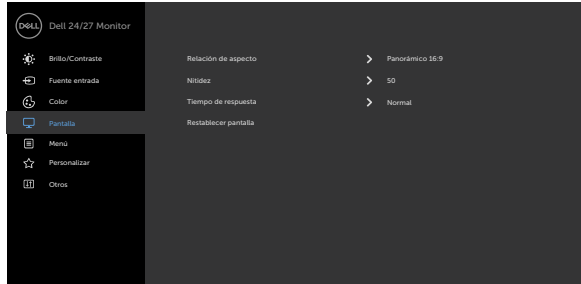 DELL Dell 24/27 Monitor
Brillo/Contraste Relación de aspecto Panorámico 16:9
Fuente entrada Nitidez 50
Color Tiempo de respuesta Normal
Pantalla Restablecer pantalla
Menú
Personalizar
Otros